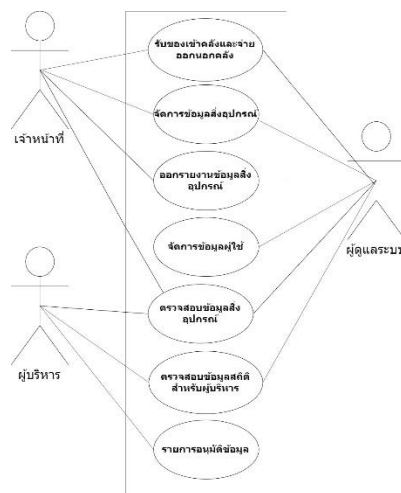 รับของเข้าคลังและจ่าย
ออกนอกคลัง
จัดการข้อมูลสิ่งอุปกรณ์
เจ้าหน้าที่
ออกรายงานข้อมูลสิ่ง
อุปกรณ์
ผู้ดูแลระบบ
จัดการข้อมูลผู้ใช้
ตรวจสอบข้อมูลสิ่ง
อุปกรณ์
ผู้บริหาร
ตรวจสอบข้อมูลสถิติ
สำหรับผู้บริหาร
รายการอนุมัติข้อมูล